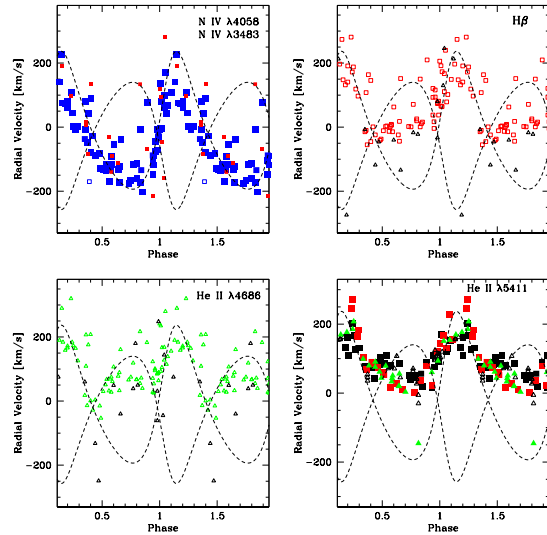 N IV λ4058
N IV λ3483
Radial Velocity [km/s]
200
0
−200
0.5
1
1.5
Phase
Hβ
Radial Velocity [km/s]
200
0
−200
0.5
1
1.5
Phase
He II λ4686
Radial Velocity [km/s]
200
0
−200
0.5
1
1.5
Phase
He II λ5411
Radial Velocity [km/s]
200
0
−200
0.5
1
1.5
Phase